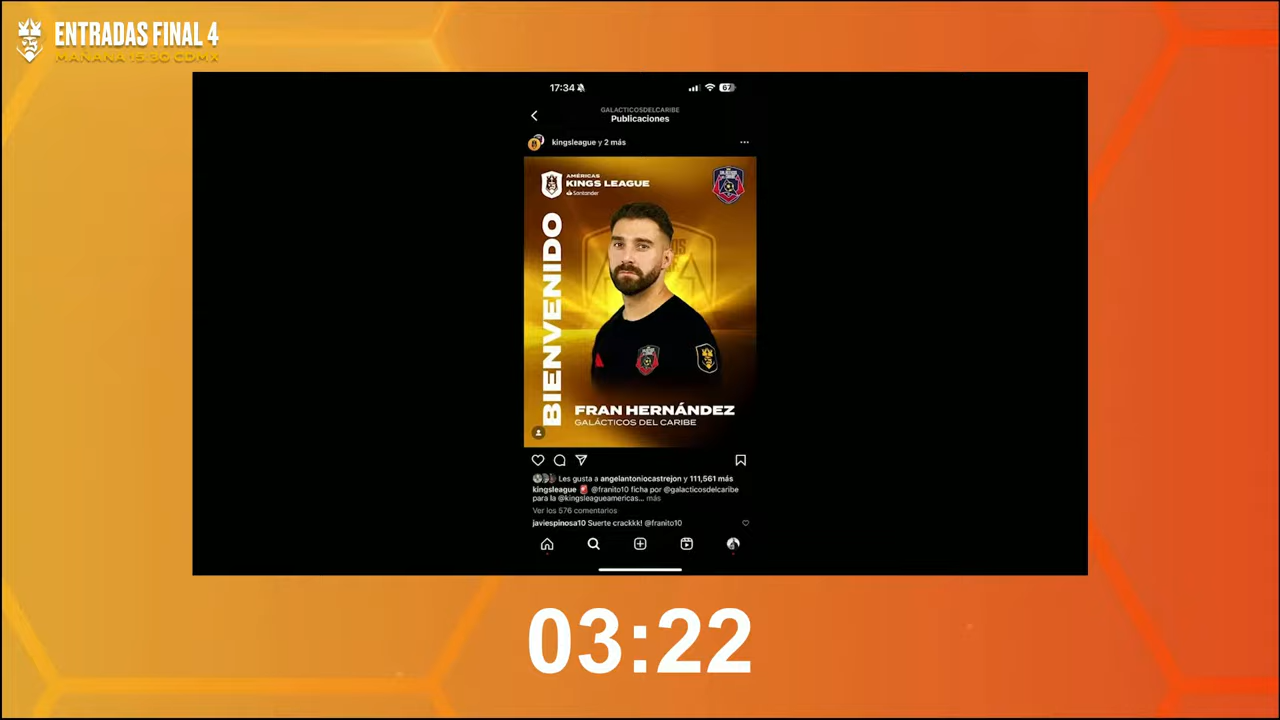 ENTRADAS FINAL 4
MAÑANA 15:30 CDMX
17:34
67
GALACTICOSDELCARIBE
Publicaciones
kingsleague y 2 más
AMÉRICAS
KINGS LEAGUE
Santander
BIENVENIDO
FRAN HERNÁNDEZ
GALÁCTICOS DEL CARIBE
Les gusta a angelantoniocastrejon y 111,561 más
kingsleague 🚨 @franito10 ficha por @galacticosdelcaribe
para la @kingsleagueamericas... más
Ver los 576 comentarios
javiespinosa10 Suerte crackkk! @franito10
03:22